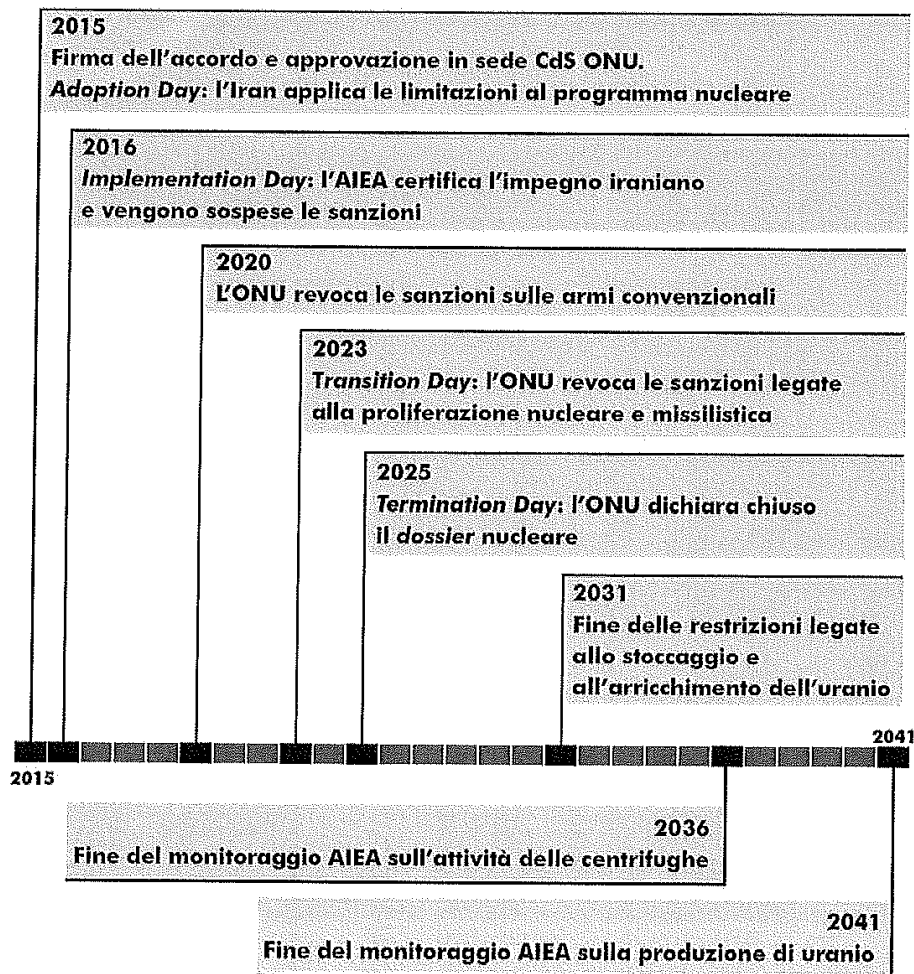 2015
Firma dell'accordo e approvazione in sede CdS ONU.
Adoption Day: l'Iran applica le limitazioni al programma nucleare
2016
Implementation Day: l'AIEA certifica l'impegno iraniano
e vengono sospese le sanzioni
2020
L'ONU revoca le sanzioni sulle armi convenzionali
2023
Transition Day: l'ONU revoca le sanzioni legate
alla proliferazione nucleare e missilistica
2025
Termination Day: l'ONU dichiara chiuso
il dossier nucleare
2031
Fine delle restrizioni legate
allo stoccaggio e
all'arricchimento dell'uranio
2041
2015
2036
Fine del monitoraggio AIEA sull'attività delle centrifughe
2041
Fine del monitoraggio AIEA sulla produzione di uranio